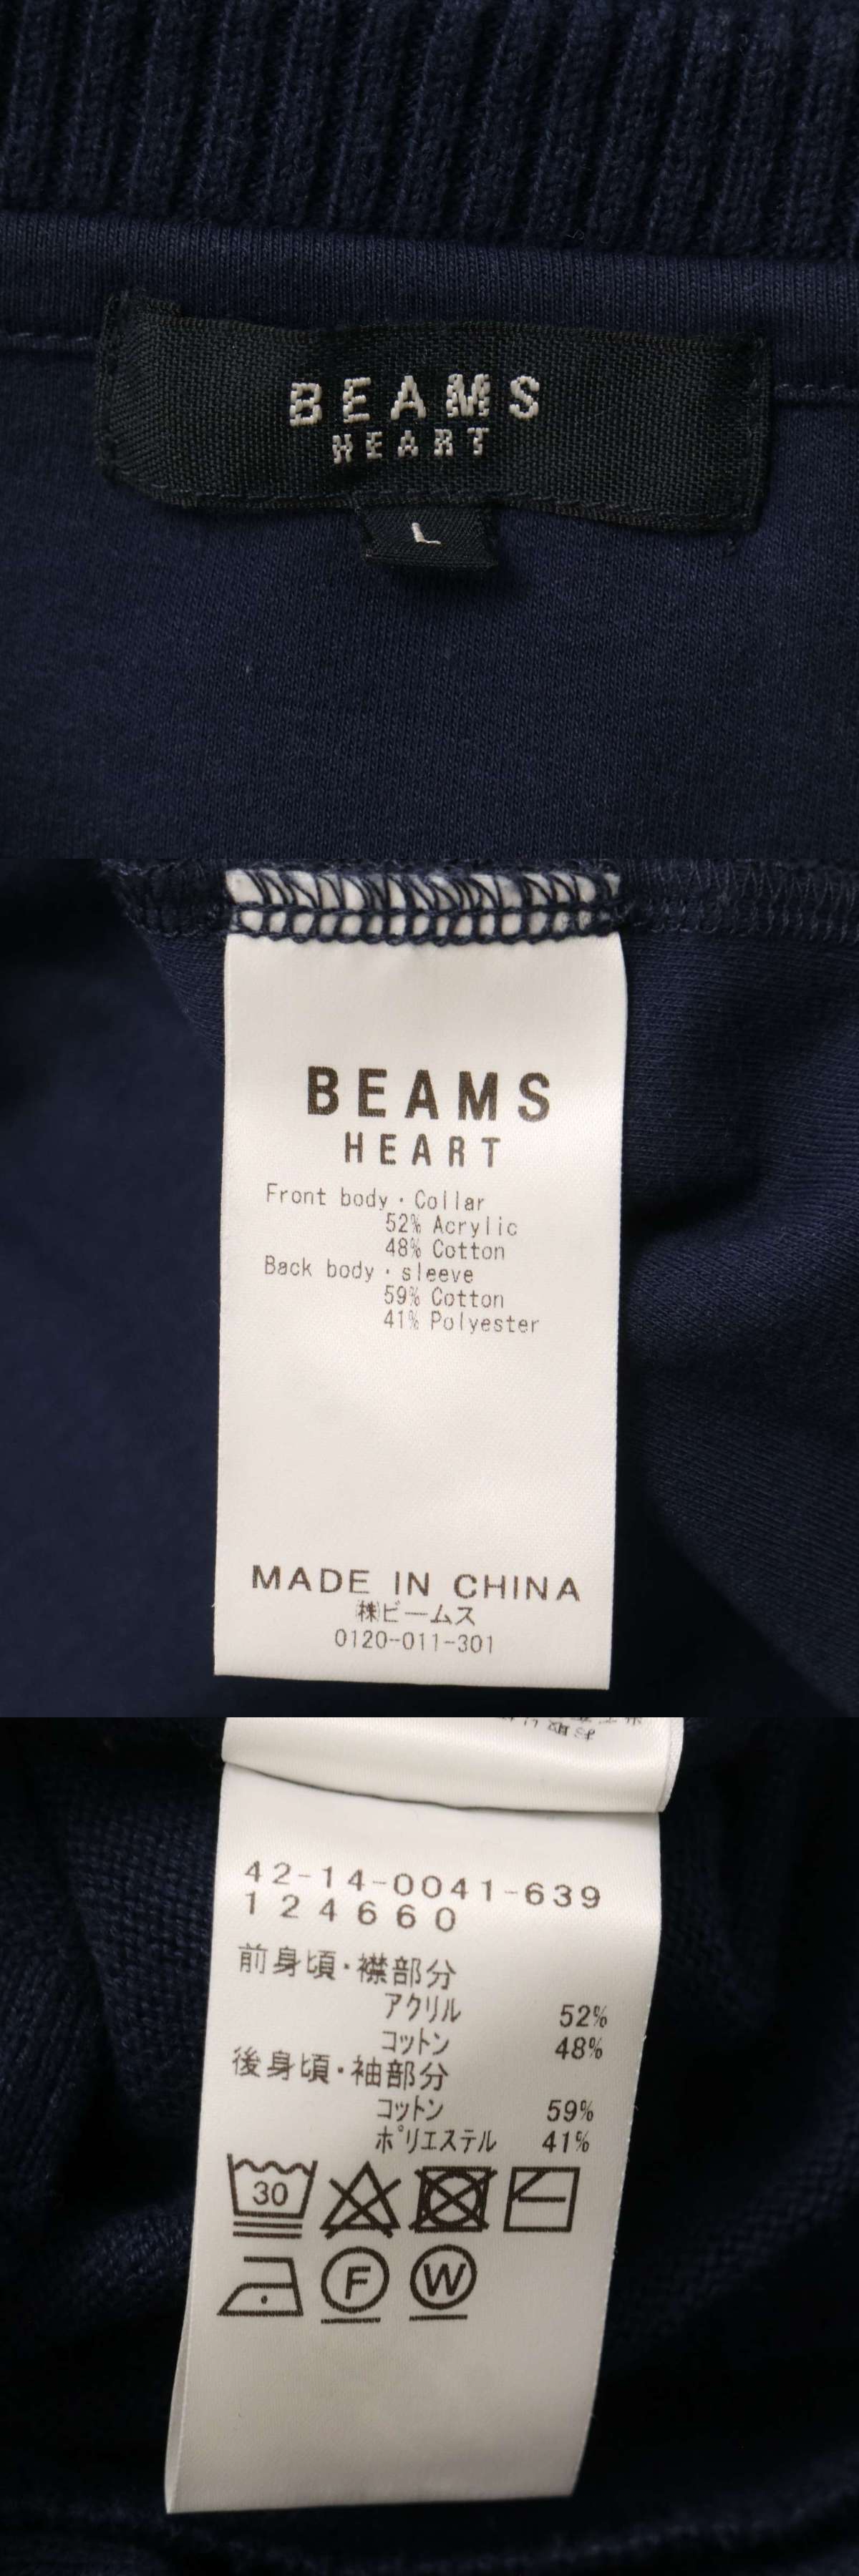 BEAMS
HEART
L
BEAMS
HEART
Front body・Collar
52% Acrylic
48% Cotton
Back body・sleeve
59% Cotton
41% Polyester
MADE IN CHINA
㈱ビームス
0120-011-301
42-14-0041-639
124660
前身頃・襟部分
アクリル 52%
コットン 48%
後身頃・袖部分
コットン 59%
ポリエステル 41%
30
F
W